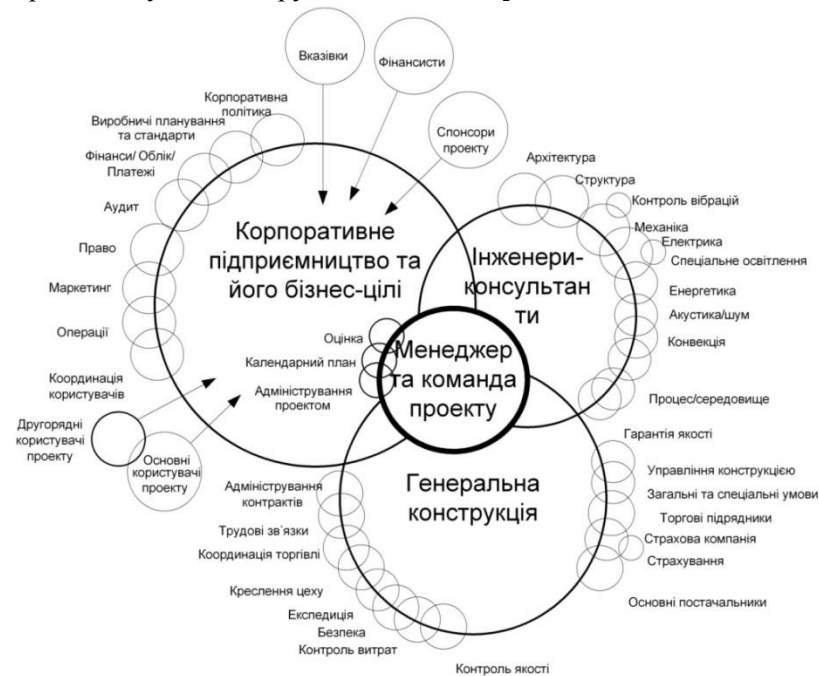 Вказівки
Фінансисти
Спонсори
проекту
Корпоративна
політика
Виробничі планування
та стандарти
Фінанси/ Облік/
Платежі
Аудит
Право
Маркетинг
Операції
Координація
користувачів
Другорядні
користувачі
проекту
Основні
користувачі
проекту
Корпоративне
підприємництво та
його бізнес-цілі
Оцінка
Календарний план
Адміністрування
проектом
Архітектура
Структура
Контроль вібрацій
Механіка
Електрика
Спеціальне освітлення
Енергетика
Акустика/шум
Конвекція
Процес/середовище
Інженери-
консультан
ти
Менеджер
та команда
проекту
Генеральна
конструкція
Гарантія якості
Управління конструкцією
Загальні та спеціальні умови
Торгові підрядники
Страхова компанія
Страхування
Основні постачальники
Адміністрування
контрактів
Трудові зв`язки
Координація торгівлі
Креслення цеху
Експедиція
Безпека
Контроль витрат
Контроль якості